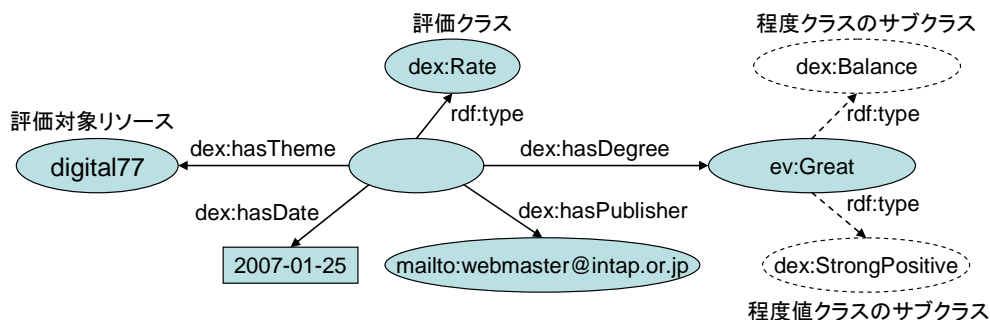 評価クラス
程度クラスのサブクラス
dex:Rate
dex:Balance
評価対象リソース
rdf:type
rdf:type
digital77
dex:hasTheme
dex:hasDegree
ev:Great
dex:hasDate
dex:hasPublisher
rdf:type
2007-01-25
mailto:webmaster@intap.or.jp
dex:StrongPositive
程度値クラスのサブクラス